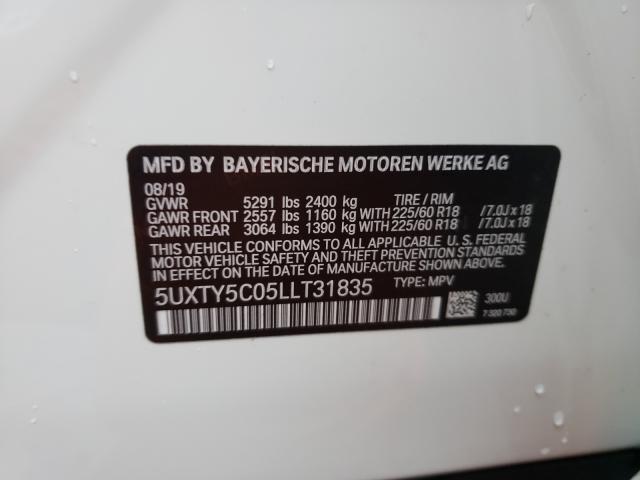 MFD BY BAYERISCHE MOTOREN WERKE AG
08/19
GVWR 5291 lbs 2400 kg TIRE / RIM
GAWR FRONT 2557 lbs 1160 kg WITH 225/60 R18 /7.0J x 18
GAWR REAR 3064 lbs 1390 kg WITH 225/60 R18 /7.0J x 18
THIS VEHICLE CONFORMS TO ALL APPLICABLE U.S. FEDERAL
MOTOR VEHICLE SAFETY AND THEFT PREVENTION STANDARDS
IN EFFECT ON THE DATE OF MANUFACTURE SHOWN ABOVE.
5UXTY5C05LLT31835 TYPE: MPV
300U
7 320 730